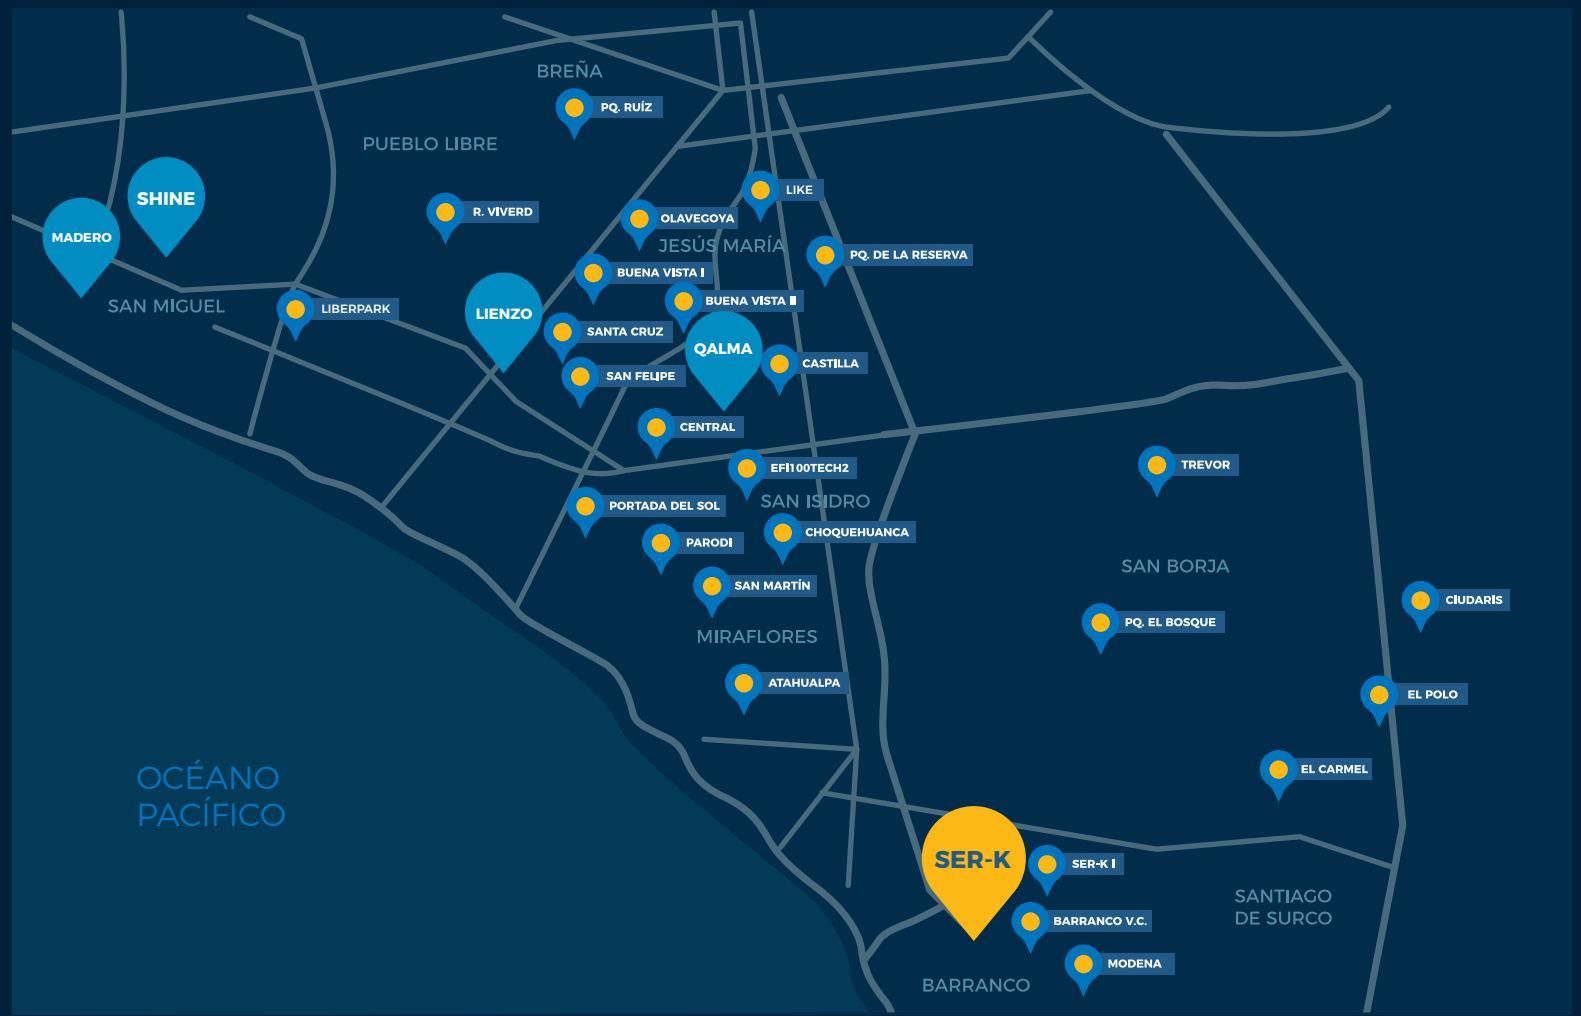 BREÑA
PQ. RUÍZ
PUEBLO LIBRE
SHINE
LIKE
MADERO
R. VIVERD
OLAVEGOYA
JESÚS MARÍA
PQ. DE LA RESERVA
BUENA VISTA I
BUENA VISTA II
SAN MIGUEL
LIBERPARK
LIENZO
SANTA CRUZ
QALMA
CASTILLA
SAN FELIPE
CENTRAL
EFI100TECH2
TREVOR
SAN ISIDRO
PORTADA DEL SOL
CHOQUEHUANCA
PARODI
SAN BORJA
SAN MARTÍN
CIUDARIS
PQ. EL BOSQUE
MIRAFLORES
ATAHUALPA
EL POLO
EL CARMEL
OCÉANO
PACÍFICO
SER-K
SER-K I
SANTIAGO
DE SURCO
BARRANCO V.C.
MODENA
BARRANCO